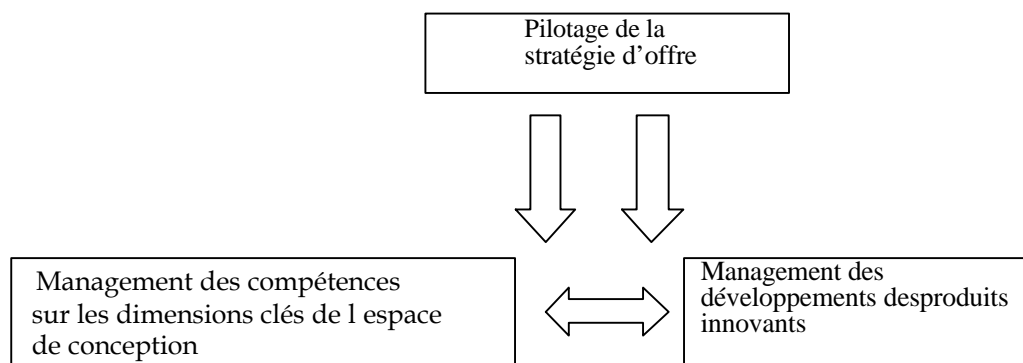 Pilotage de la
stratégie d’offre
Management des compétences
sur les dimensions clés de l espace
de conception
Management des
développements desproduits
innovants